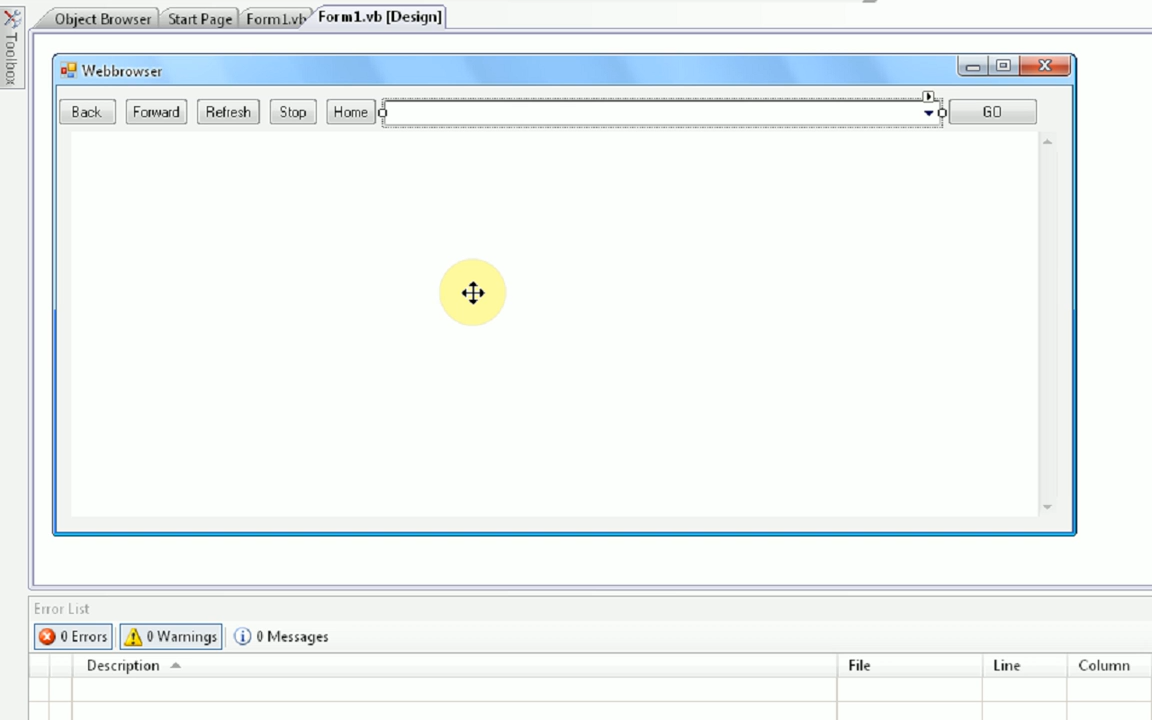 Object Browser Start Page Form1.vb Form1.vb [Design]
Toolbox
Webbrowser
Back Forward Refresh Stop Home GO
Error List
0 Errors 0 Warnings 0 Messages
Description File Line Column